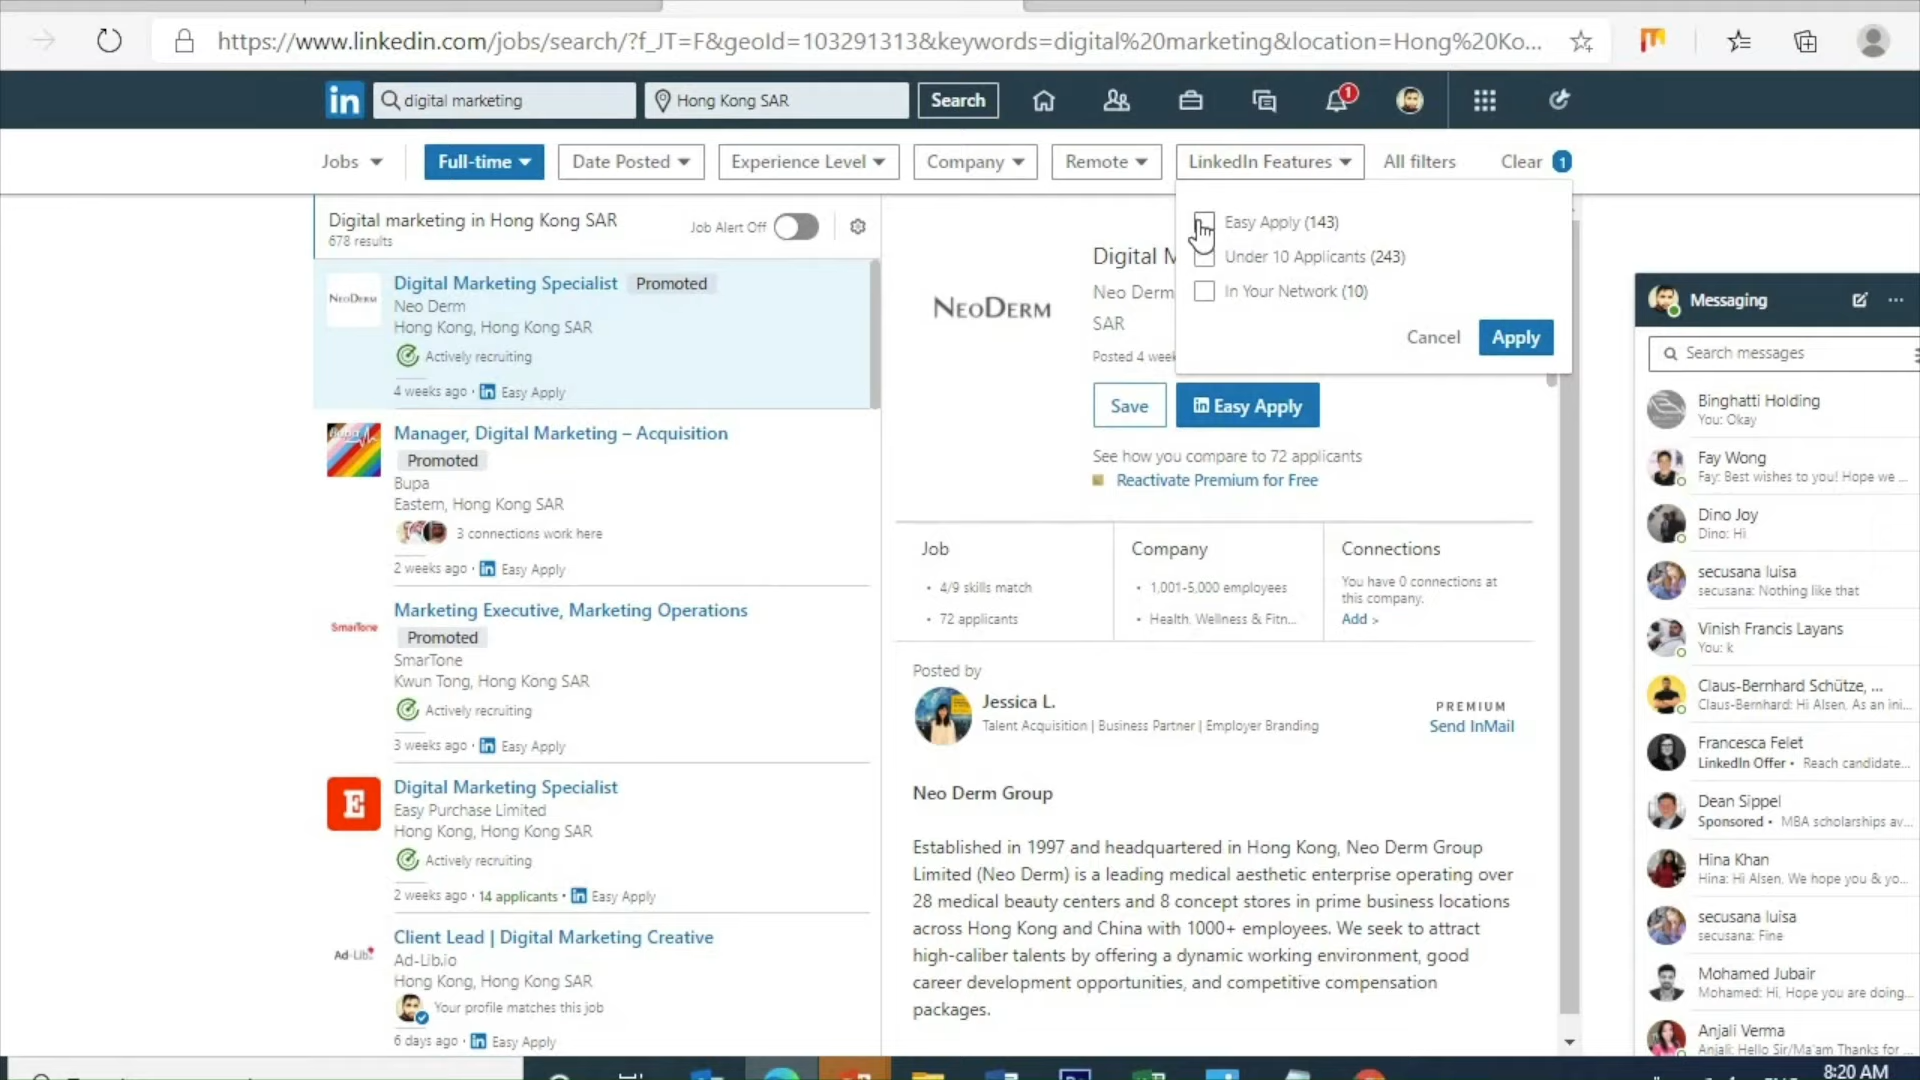 https://www.linkedin.com/jobs/search/?f_JT=F&geoId=103291313&keywords=digital%20marketing&location=Hong%20Ko...
in
digital marketing
Hong Kong SAR
Search
1
Jobs
Full-time
Date Posted
Experience Level
Company
Remote
LinkedIn Features
All filters
Clear 1
Digital marketing in Hong Kong SAR
678 results
Job Alert Off
NEODERM
Digital Marketing Specialist Promoted
Neo Derm
Hong Kong, Hong Kong SAR
Actively recruiting
4 weeks ago · in Easy Apply
Manager, Digital Marketing – Acquisition
Promoted
Bupa
Eastern, Hong Kong SAR
3 connections work here
2 weeks ago · in Easy Apply
SmarTone
Marketing Executive, Marketing Operations
Promoted
SmarTone
Kwun Tong, Hong Kong SAR
Actively recruiting
3 weeks ago · in Easy Apply
E
Digital Marketing Specialist
Easy Purchase Limited
Hong Kong, Hong Kong SAR
Actively recruiting
2 weeks ago · 14 applicants · in Easy Apply
Ad-Lib.
Client Lead | Digital Marketing Creative
Ad-Lib.io
Hong Kong, Hong Kong SAR
Your profile matches this job
6 days ago · in Easy Apply
NEODERM
Digital M
Neo Derm
SAR
Posted 4 week
Easy Apply (143)
Under 10 Applicants (243)
In Your Network (10)
Cancel
Apply
Save
in Easy Apply
See how you compare to 72 applicants
Reactivate Premium for Free
Job
• 4/9 skills match
• 72 applicants
Company
• 1,001-5,000 employees
• Health, Wellness & Fitn...
Connections
You have 0 connections at
this company.
Add >
Posted by
Jessica L.
Talent Acquisition | Business Partner | Employer Branding
PREMIUM
Send InMail
Neo Derm Group
Established in 1997 and headquartered in Hong Kong, Neo Derm Group
Limited (Neo Derm) is a leading medical aesthetic enterprise operating over
28 medical beauty centers and 8 concept stores in prime business locations
across Hong Kong and China with 1000+ employees. We seek to attract
high-caliber talents by offering a dynamic working environment, good
career development opportunities, and competitive compensation
packages.
Messaging
Search messages
Binghatti Holding
You: Okay
Fay Wong
Fay: Best wishes to you! Hope we ...
Dino Joy
Dino: Hi
secusana luisa
secusana: Nothing like that
Vinish Francis Layans
You: k
Claus-Bernhard Schütze, ...
Claus-Bernhard: Hi Alsen, As an ini...
Francesca Felet
LinkedIn Offer • Reach candidate...
Dean Sippel
Sponsored • MBA scholarships av...
Hina Khan
Hina: Hi Alsen, We hope you & yo...
secusana luisa
secusana: Fine
Mohamed Jubair
Mohamed: Hi, Hope you are doing...
Anjali Verma
Anjali: Hello Sir/Ma'am Thanks for ...
8:20 AM